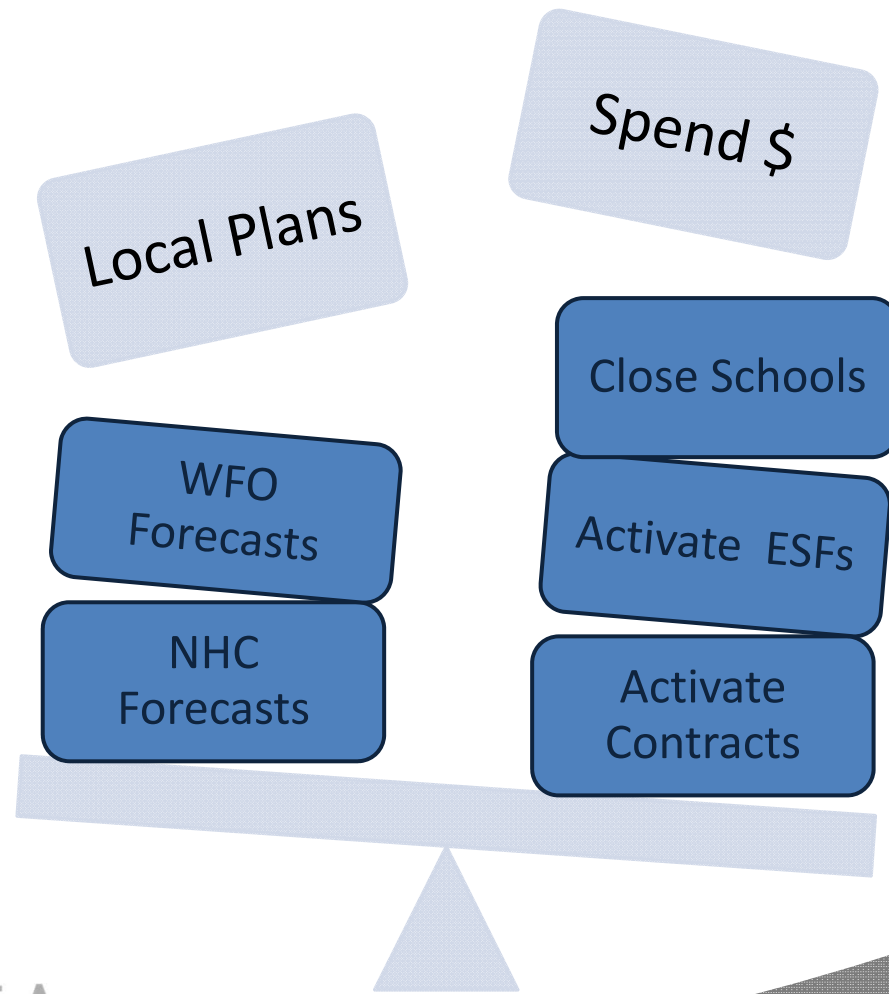 Local Plans
WFO
Forecasts
NHC
Forecasts
Spend $
Close Schools
Activate ESFs
Activate
Contracts